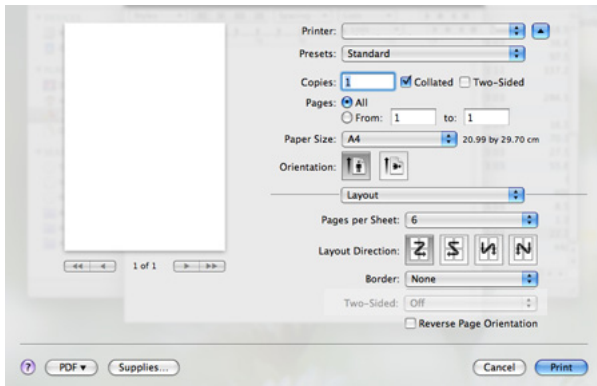 Printer:
Presets: Standard
Copies: 1 Collated Two-Sided
Pages: All
From: 1 to: 1
Paper Size: A4 20.99 by 29.70 cm
Orientation:
Layout
Pages per Sheet: 6
Layout Direction:
Border: None
Two-Sided: Off
Reverse Page Orientation
1 of 1
? PDF Supplies... Cancel Print